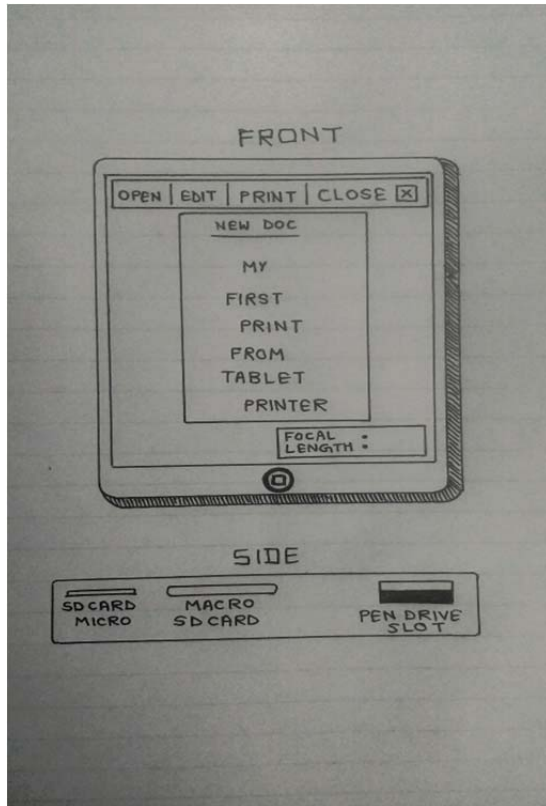 FRONT
OPEN | EDIT | PRINT | CLOSE X
NEW DOC
MY
FIRST
PRINT
FROM
TABLET
PRINTER
FOCAL :
LENGTH :
SIDE
SD CARD
MICRO
MACRO
SD CARD
PEN DRIVE
SLOT